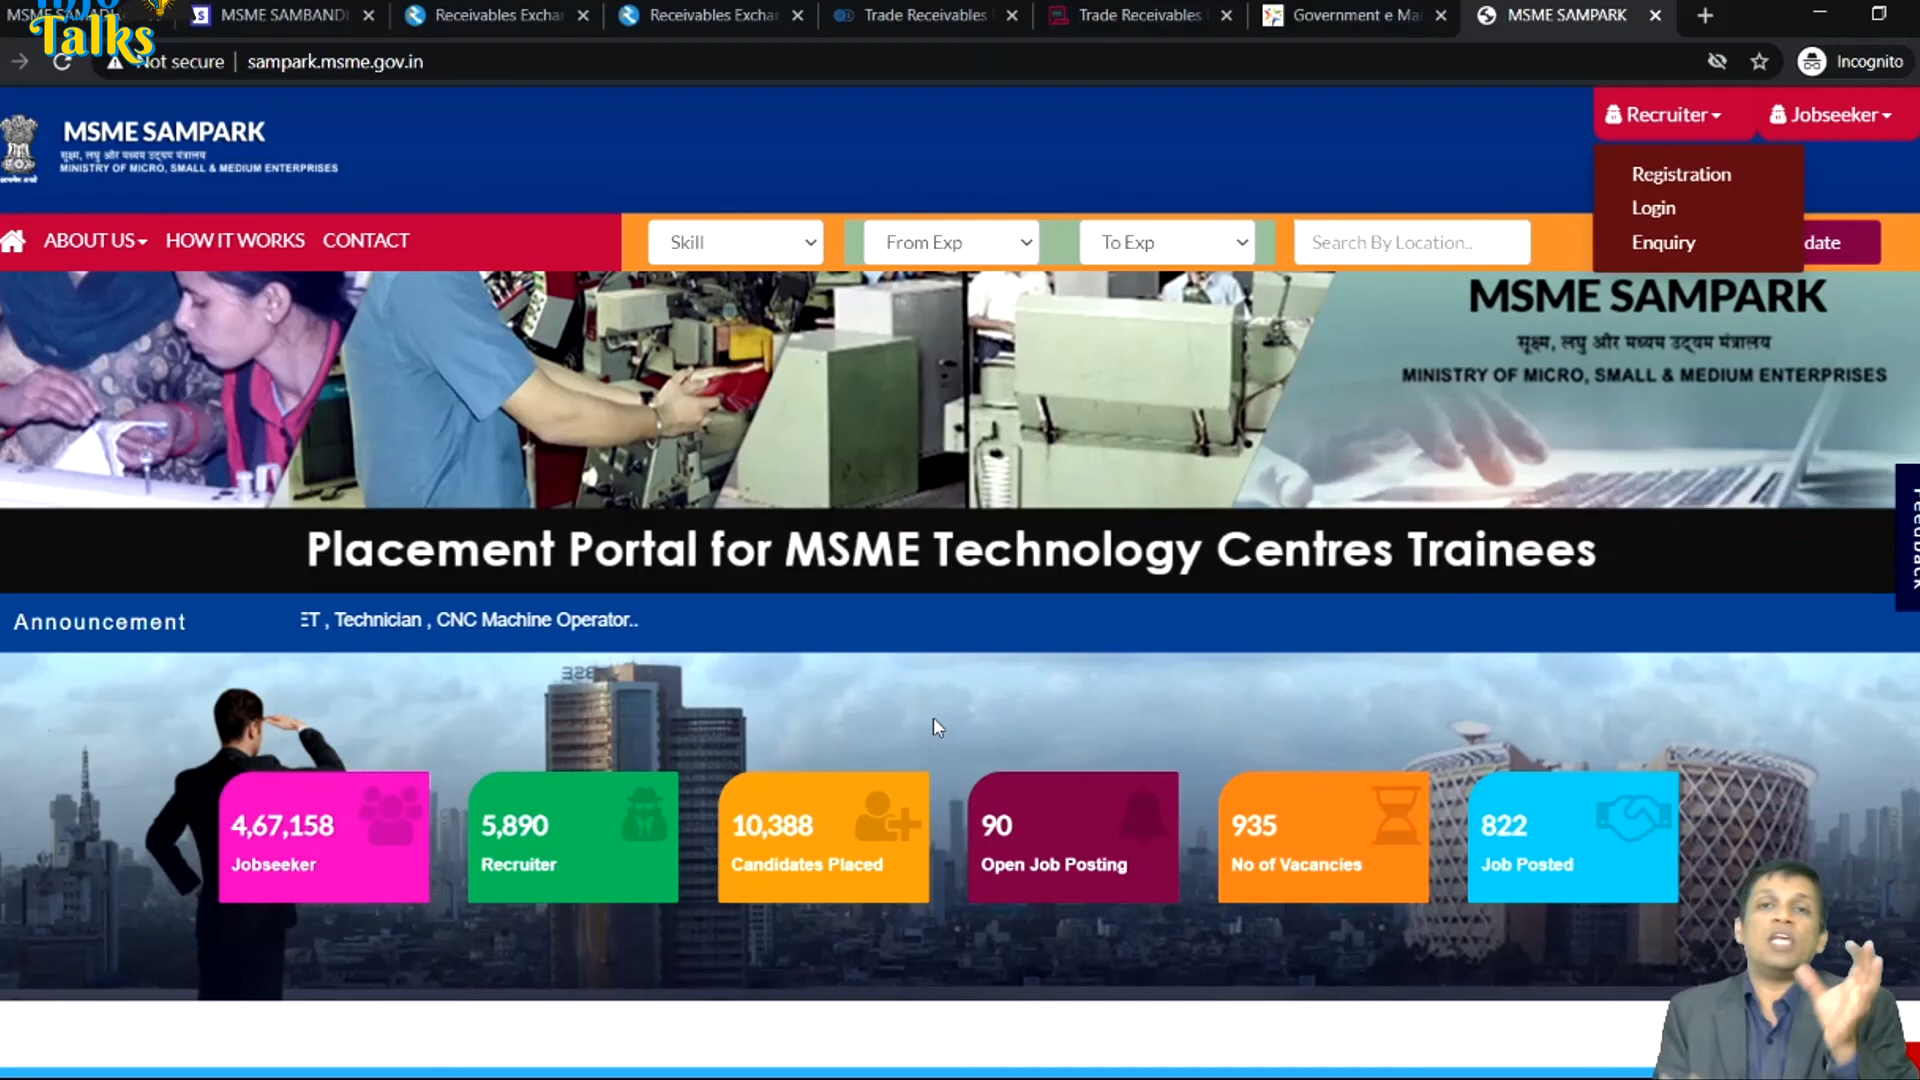 Talks
MSME SAMBAND
Receivables Exchar
Receivables Exchar
Trade Receivables
Trade Receivables
Government e Mar
MSME SAMPARK
Not secure
sampark.msme.gov.in
Incognito
MSME SAMPARK
सूक्ष्म, लघु और मध्यम उद्यम मंत्रालय
MINISTRY OF MICRO, SMALL & MEDIUM ENTERPRISES
Recruiter
Jobseeker
Registration
Login
Enquiry
ABOUT US
HOW IT WORKS
CONTACT
Skill
From Exp
To Exp
Search By Location..
date
MSME SAMPARK
सूक्ष्म, लघु और मध्यम उद्यम मंत्रालय
MINISTRY OF MICRO, SMALL & MEDIUM ENTERPRISES
Feedback
Placement Portal for MSME Technology Centres Trainees
Announcement
ET , Technician , CNC Machine Operator..
4,67,158
Jobseeker
5,890
Recruiter
10,388
Candidates Placed
90
Open Job Posting
935
No of Vacancies
822
Job Posted